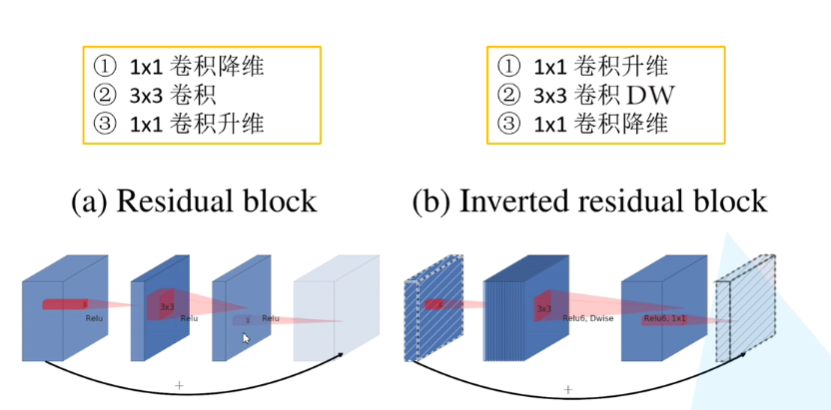 ① 1x1 卷积降维
② 3x3 卷积
③ 1x1 卷积升维
① 1x1 卷积升维
② 3x3 卷积 DW
③ 1x1 卷积降维
(a) Residual block
(b) Inverted residual block
Relu
3x3
Relu
Relu
+
3x3
Relu6, Dwise
Relu6, 1x1
+